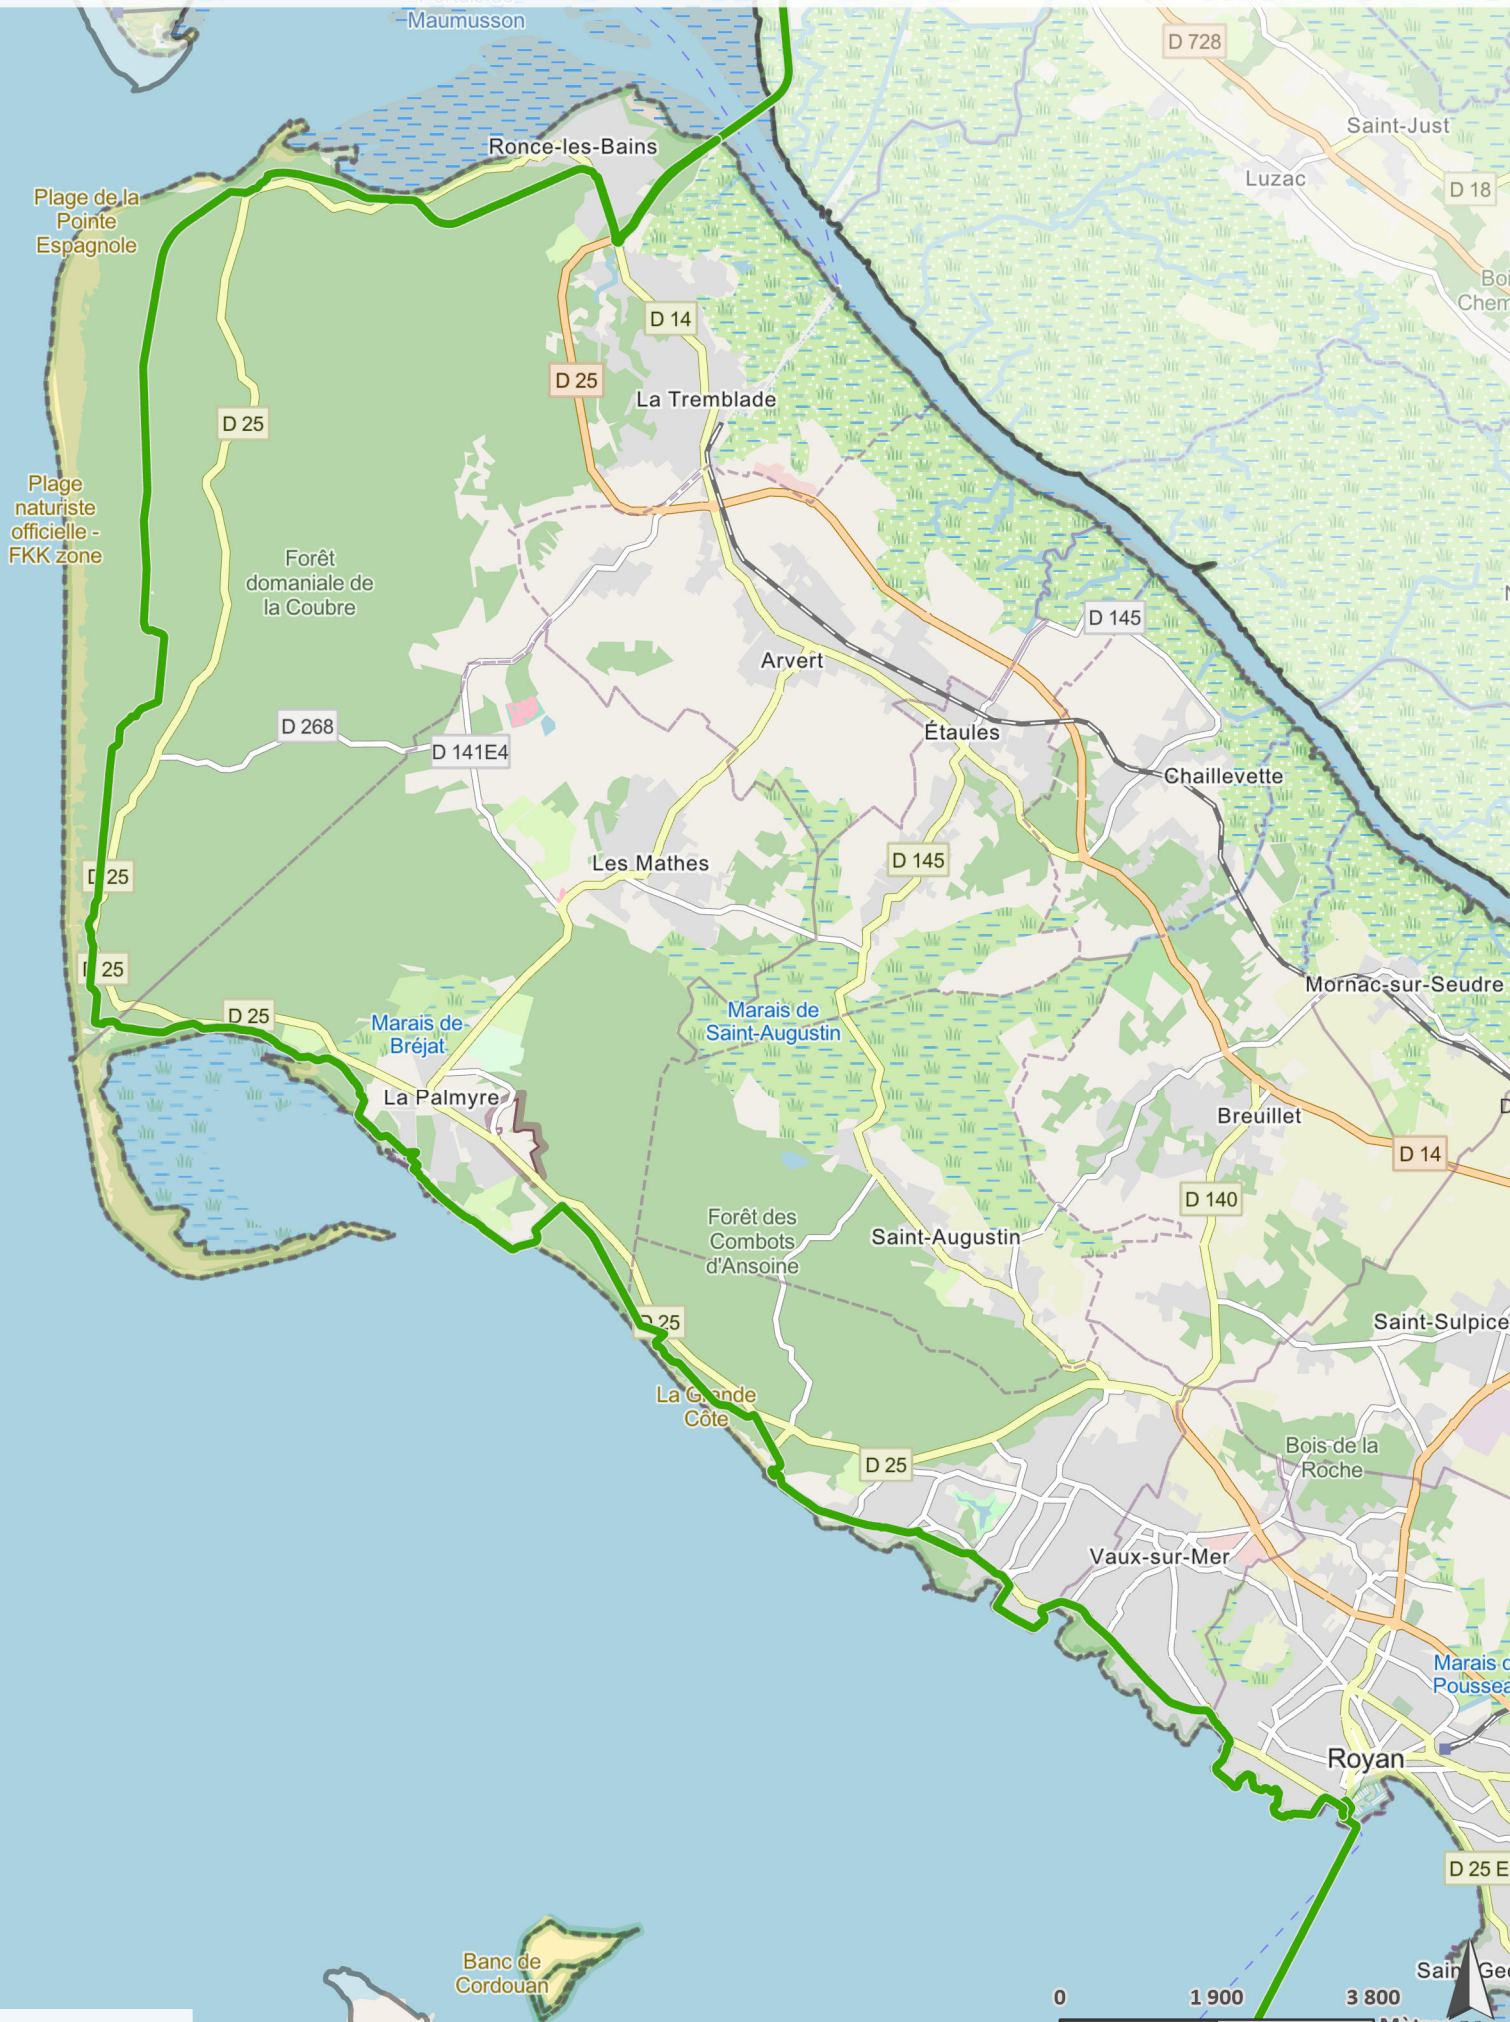 Maumusson
D 728
Saint-Just
Ronce-les-Bains
Luzac
D 18
Plage de la
Pointe
Espagnole
D 14
D 25
La Tremblade
D 25
Plage
naturiste
officielle -
FKK zone
Forêt
domaniale de
la Coubre
D 145
Arvert
D 268
D 141E4
Étaules
Chaillevette
Les Mathes
D 145
25
25
Mornac-sur-Seudre
D 25
Marais de
Bréjat
Marais de
Saint-Augustin
La Palmyre
Breuillet
D 14
D 140
Forêt des
Combots
d'Ansoine
Saint-Augustin
D 25
Saint-Sulpice
La Grande
Côte
D 25
Bois de la
Roche
Vaux-sur-Mer
Marais d
Poussea
Royan
D 25 E
Banc de
Cordouan
0 1 900 3 800